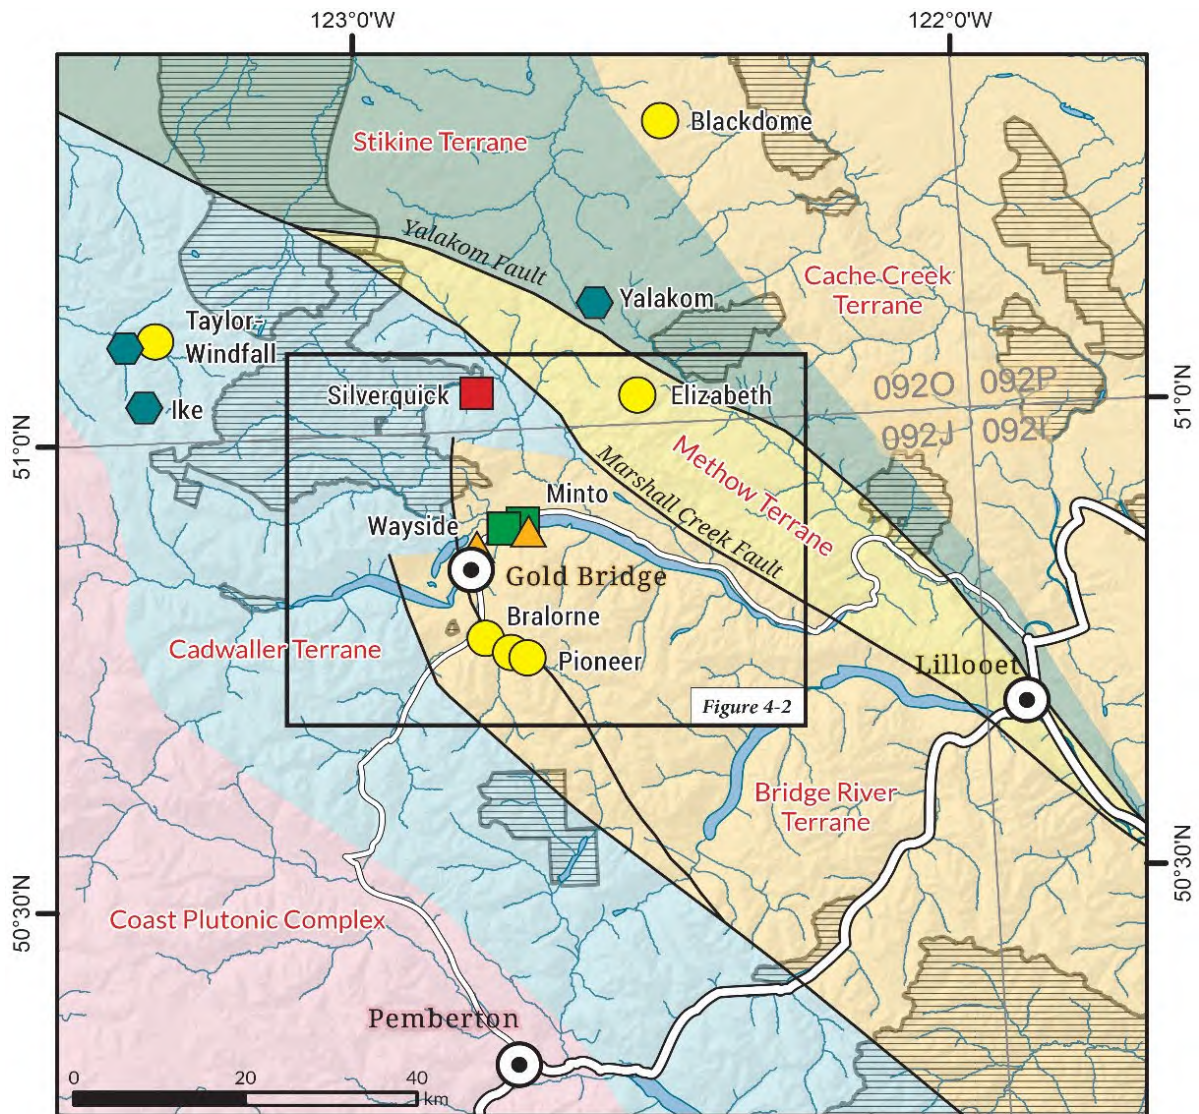 123°0'W
122°0'W
Blackdome
Stikine Terrane
Yalakom Fault
Cache Creek
Terrane
Yalakom
Taylor-
Windfall
Ike
Silverquick
Elizabeth
092O
092P
092J
51°0'N
51°0'N
Methow Terrane
Marshall Creek Fault
Minto
Wayside
Gold Bridge
Bralorne
Cadwaller Terrane
Pioneer
Lillooet
Figure 4-2
Bridge River
Terrane
50°30'N
50°30'N
Coast Plutonic Complex
Pemberton
0
20
40
km